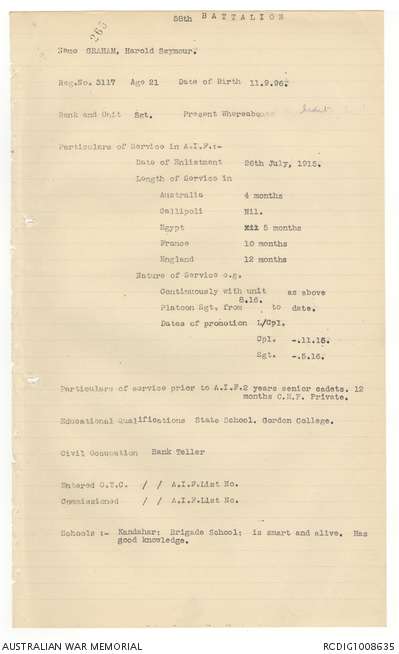 58th BATTALION
265
Name GRAHAM, Harold Seymour.
Reg.No. 3117 Age 21 Date of Birth 11.9.96.
Rank and Unit Sgt. Present Whereabouts
Particulars of Service in A.I.F.:-
Date of Enlistment 26th July, 1915.
Length of Service in
Australia 4 months
Gallipoli Nil.
Egypt Nil 5 months
France 10 months
England 12 months
Nature of Service e.g.
Continuously with unit as above
Platoon Sgt. from 8.16. to date.
Dates of promotion L/Cpl.
Cpl. -.11.16.
Sgt. -.5.16.
Particulars of service prior to A.I.F. 2 years senior cadets. 12
months C.M.F. Private.
Educational Qualifications State School. Gordon College.
Civil Occupation Bank Teller
Entered O.T.C. / / A.I.F.List No.
Commissioned / / A.I.F.List No.
Schools :- Kandahar: Brigade School: is smart and alive. Has
good knowledge.
AUSTRALIAN WAR MEMORIAL RCDIG1008635